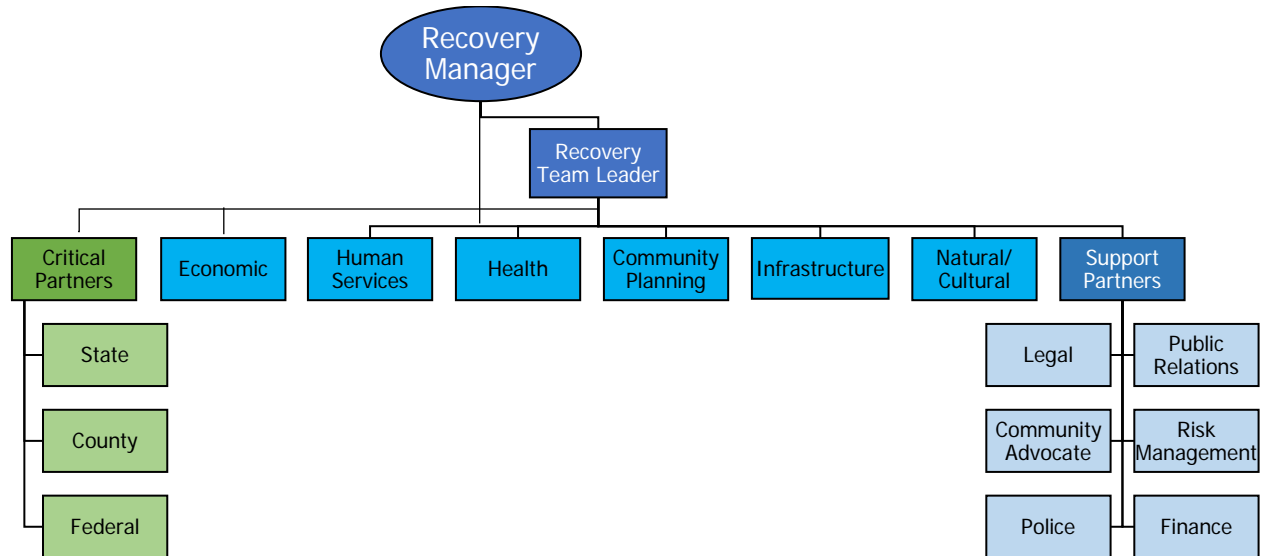 Recovery
Manager
Recovery
Team Leader
Critical
Partners
Economic
Human
Services
Health
Community
Planning
Infrastructure
Natural/
Cultural
Support
Partners
State
Legal
Public
Relations
County
Community
Advocate
Risk
Management
Federal
Police
Finance